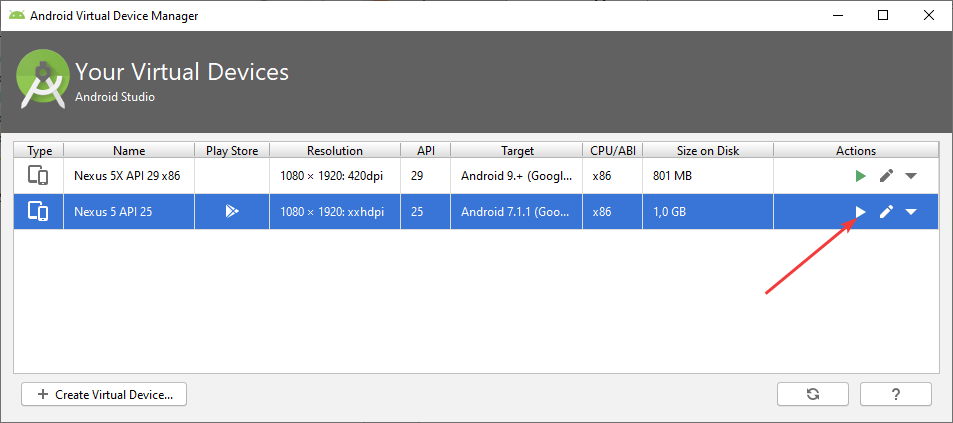 Android Virtual Device Manager
Your Virtual Devices
Android Studio
Type Name Play Store Resolution API Target CPU/ABI Size on Disk Actions
Nexus 5X API 29 x86 1080 × 1920: 420dpi 29 Android 9.+ (Googl... x86 801 MB
Nexus 5 API 25 1080 × 1920: xxhdpi 25 Android 7.1.1 (Goo... x86 1,0 GB
+ Create Virtual Device... ?